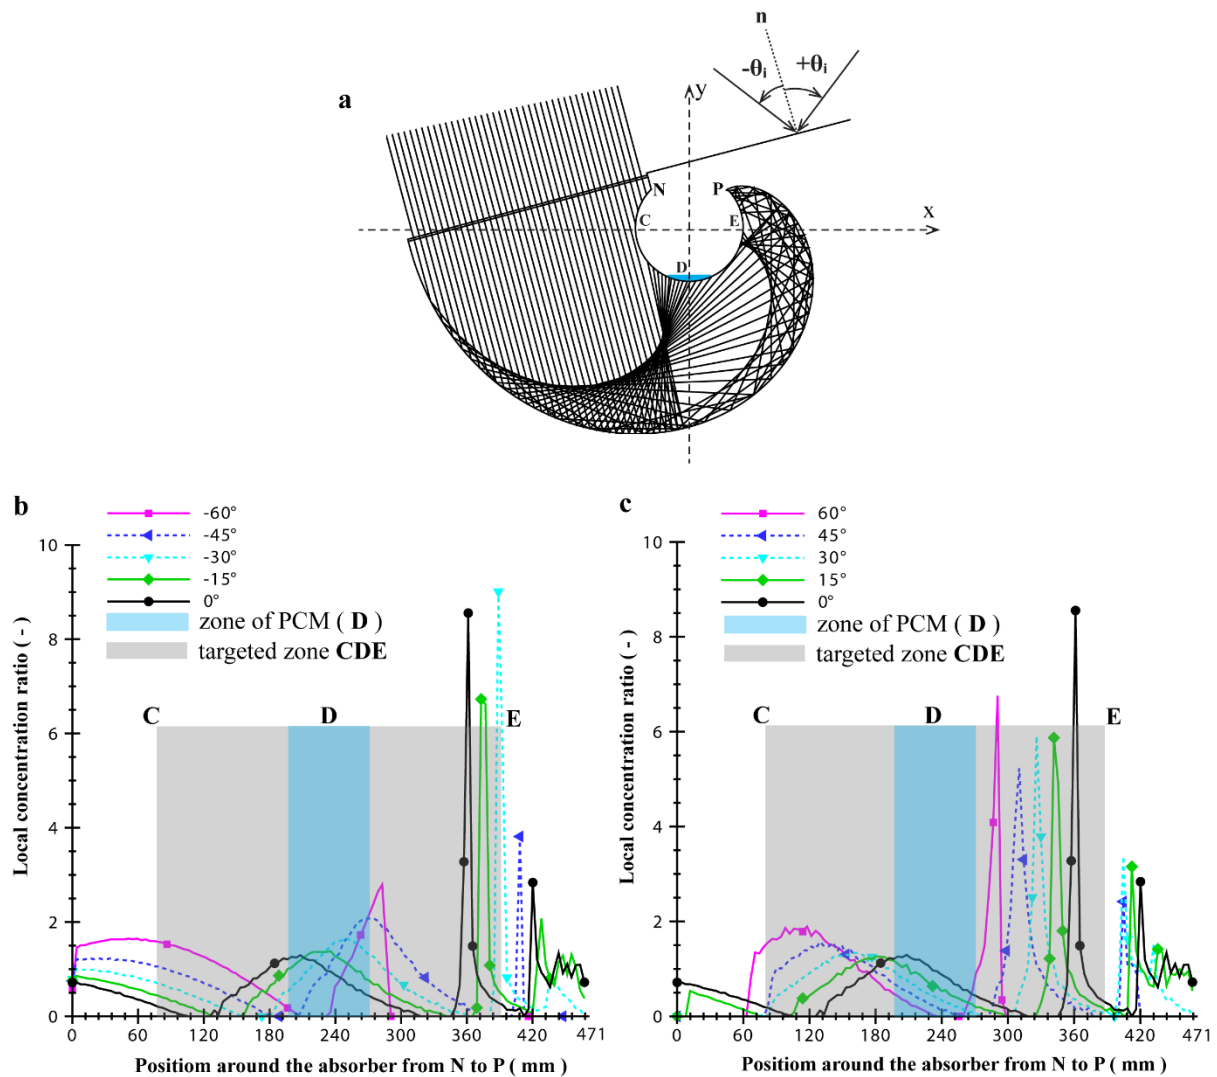 a
n
-θᵢ +θᵢ
y
N P
C E x
D
b
-60°
-45°
-30°
-15°
0°
zone of PCM ( D )
targeted zone CDE
10
8
6
4
2
0
Local concentration ratio ( - )
C D E
0 60 120 180 240 300 360 420 471
Positiom around the absorber from N to P ( mm )
c
60°
45°
30°
15°
0°
zone of PCM ( D )
targeted zone CDE
10
8
6
4
2
0
Local concentration ratio ( - )
C D E
0 60 120 180 240 300 360 420 471
Positiom around the absorber from N to P ( mm )